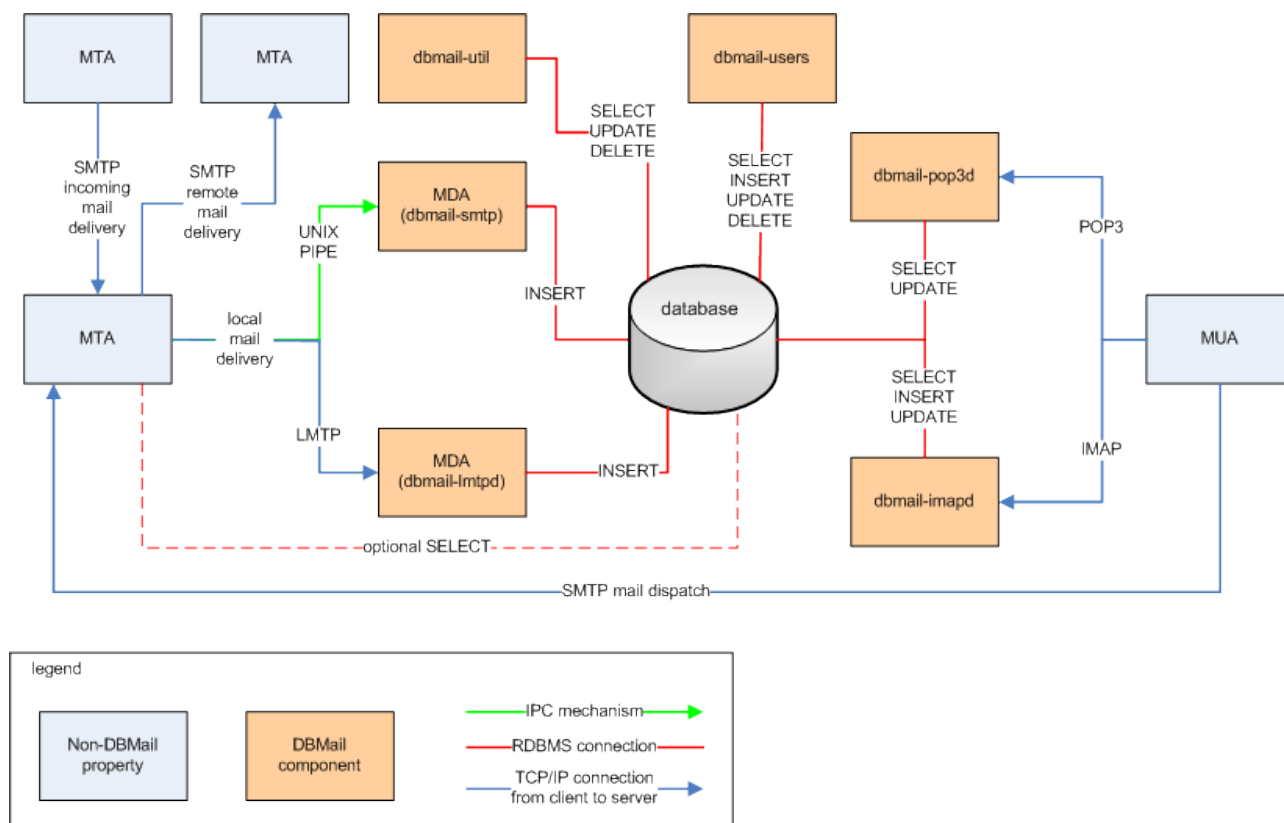 MTA
MTA
dbmail-util
dbmail-users
SELECT
UPDATE
DELETE
SELECT
INSERT
UPDATE
DELETE
SMTP
incoming
mail
delivery
SMTP
remote
mail
delivery
UNIX
PIPE
MDA
(dbmail-smtp)
dbmail-pop3d
POP3
SELECT
UPDATE
INSERT
database
MTA
local
mail
delivery
MUA
SELECT
INSERT
UPDATE
LMTP
MDA
(dbmail-lmtpd)
INSERT
IMAP
dbmail-imapd
optional SELECT
SMTP mail dispatch
legend
Non-DBMail
property
DBMail
component
IPC mechanism
RDBMS connection
TCP/IP connection
from client to server